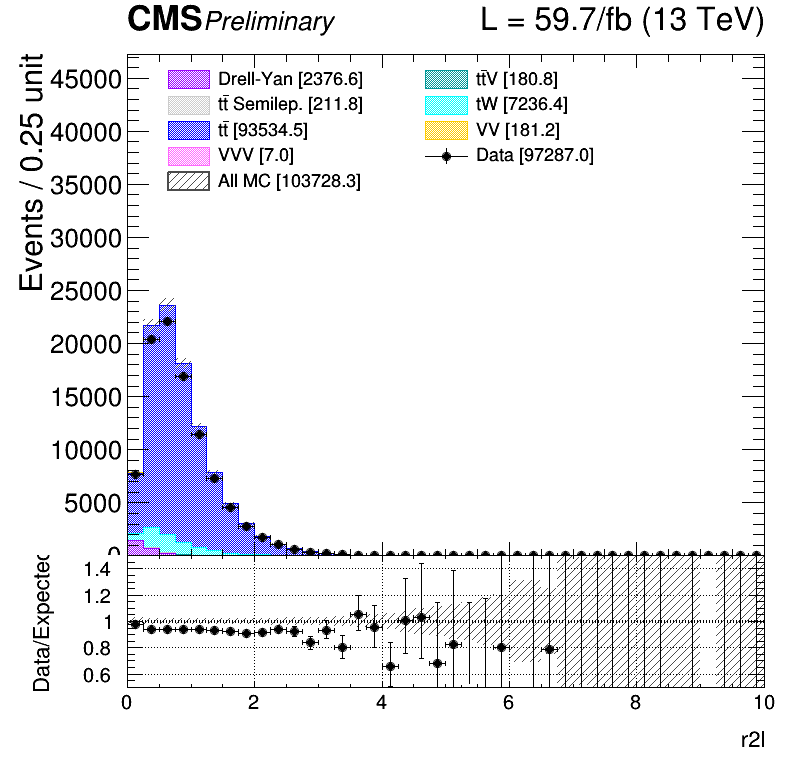 CMS Preliminary L = 59.7/fb (13 TeV)
Events / 0.25 unit
45000
40000
35000
30000
25000
20000
15000
10000
5000
0
Drell-Yan [2376.6]
tt̄ Semilep. [211.8]
tt̄ [93534.5]
VVV [7.0]
All MC [103728.3]
tt̄V [180.8]
tW [7236.4]
VV [181.2]
Data [97287.0]
Data/Expected
1.4
1.2
1
0.8
0.6
0 2 4 6 8 10
r2l